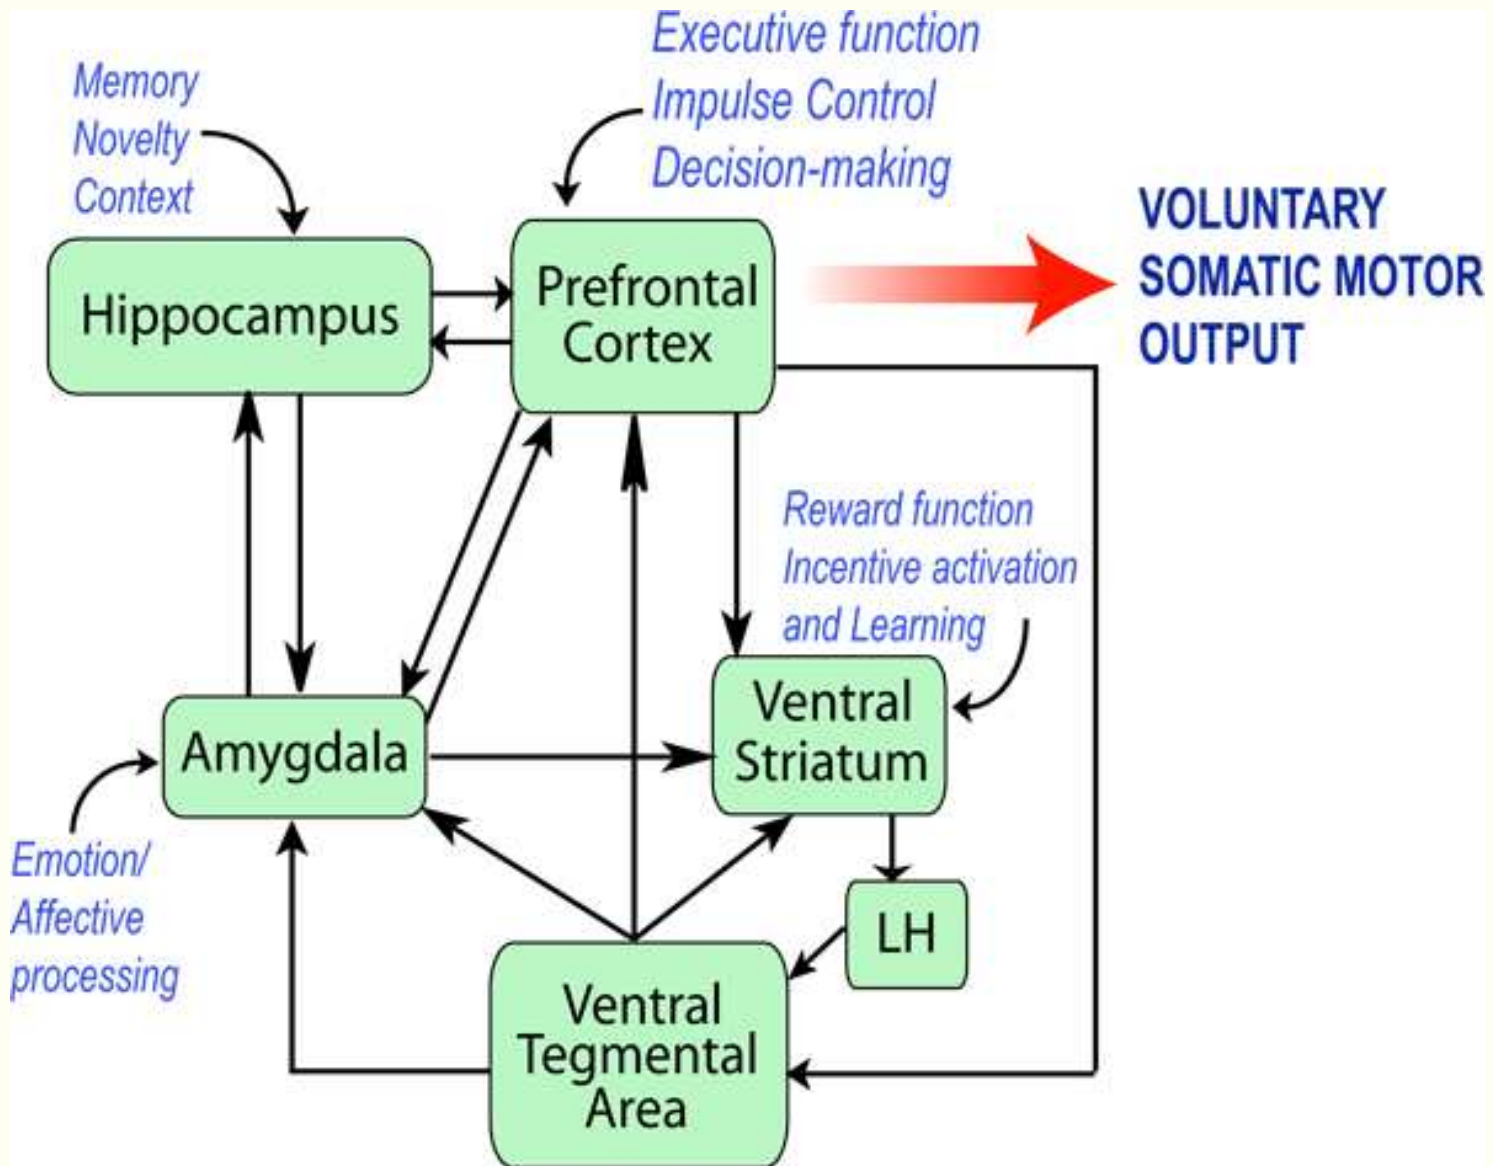 Executive function
Impulse Control
Decision-making
Memory
Novelty
Context
VOLUNTARY
SOMATIC MOTOR
OUTPUT
Hippocampus
Prefrontal
Cortex
Reward function
Incentive activation
and Learning
Amygdala
Ventral
Striatum
Emotion/
Affective
processing
LH
Ventral
Tegmental
Area